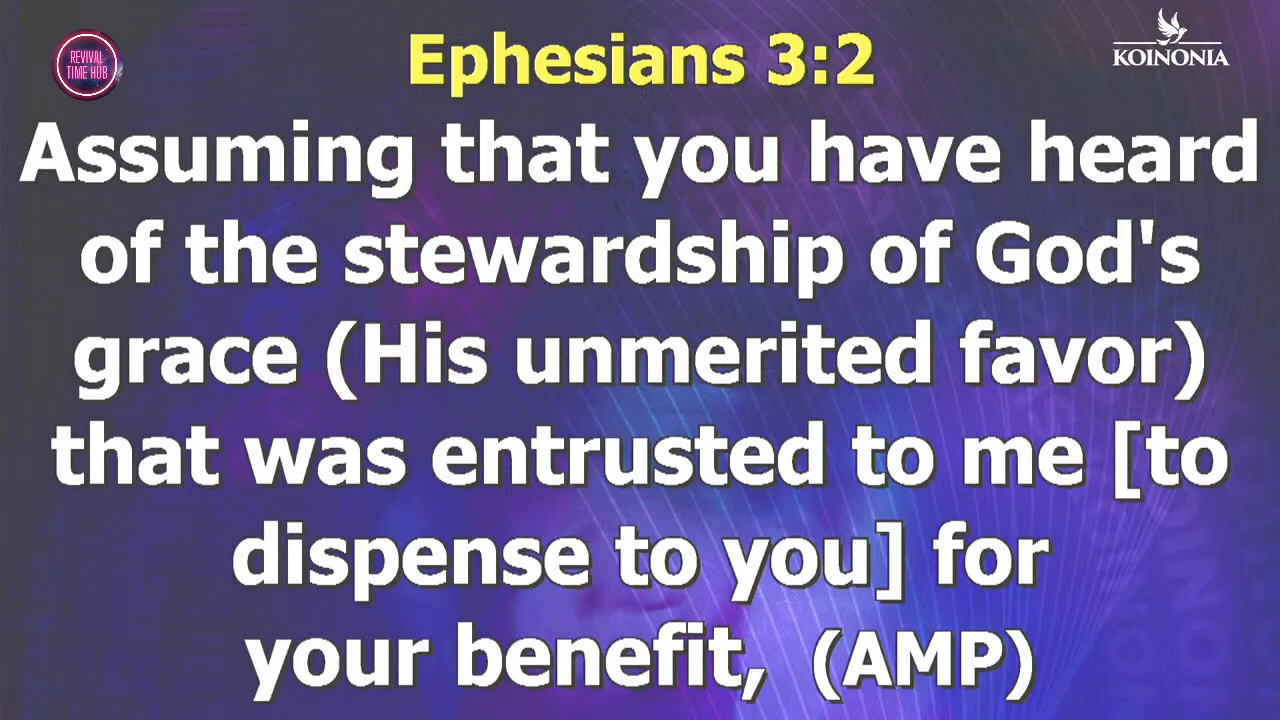 REVIVAL
TIME HUB
Ephesians 3:2
KOINONIA
Assuming that you have heard
of the stewardship of God's
grace (His unmerited favor)
that was entrusted to me [to
dispense to you] for
your benefit, (AMP)